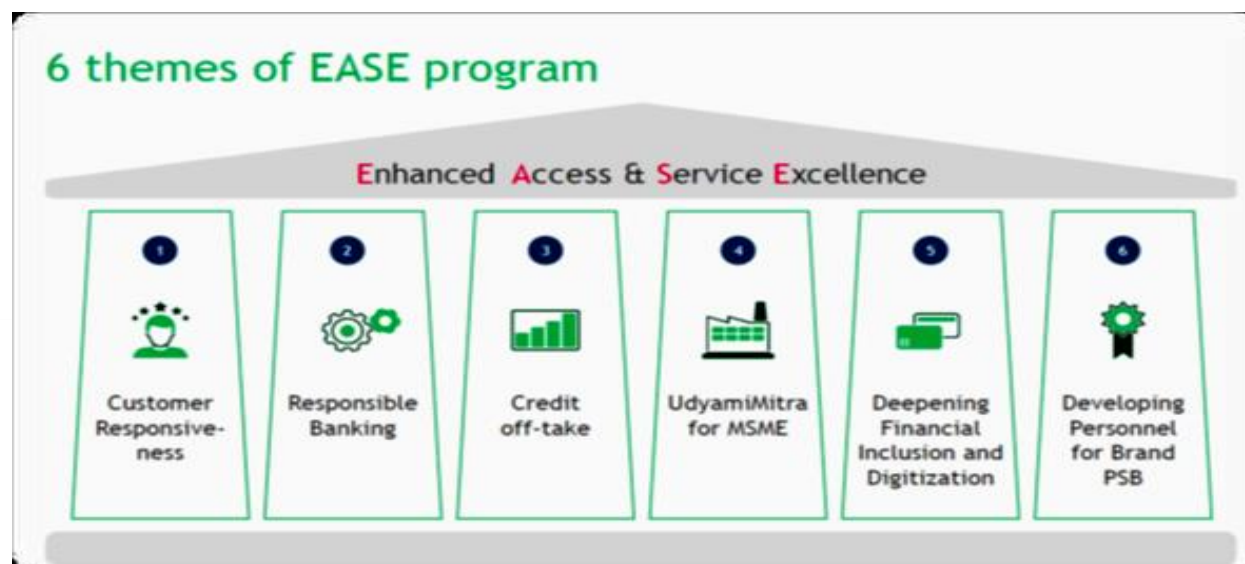 6 themes of EASE program
Enhanced Access & Service Excellence
1
2
3
4
5
6
Customer
Responsive-
ness
Responsible
Banking
Credit
off-take
UdyamiMitra
for MSME
Deepening
Financial
Inclusion and
Digitization
Developing
Personnel
for Brand
PSB